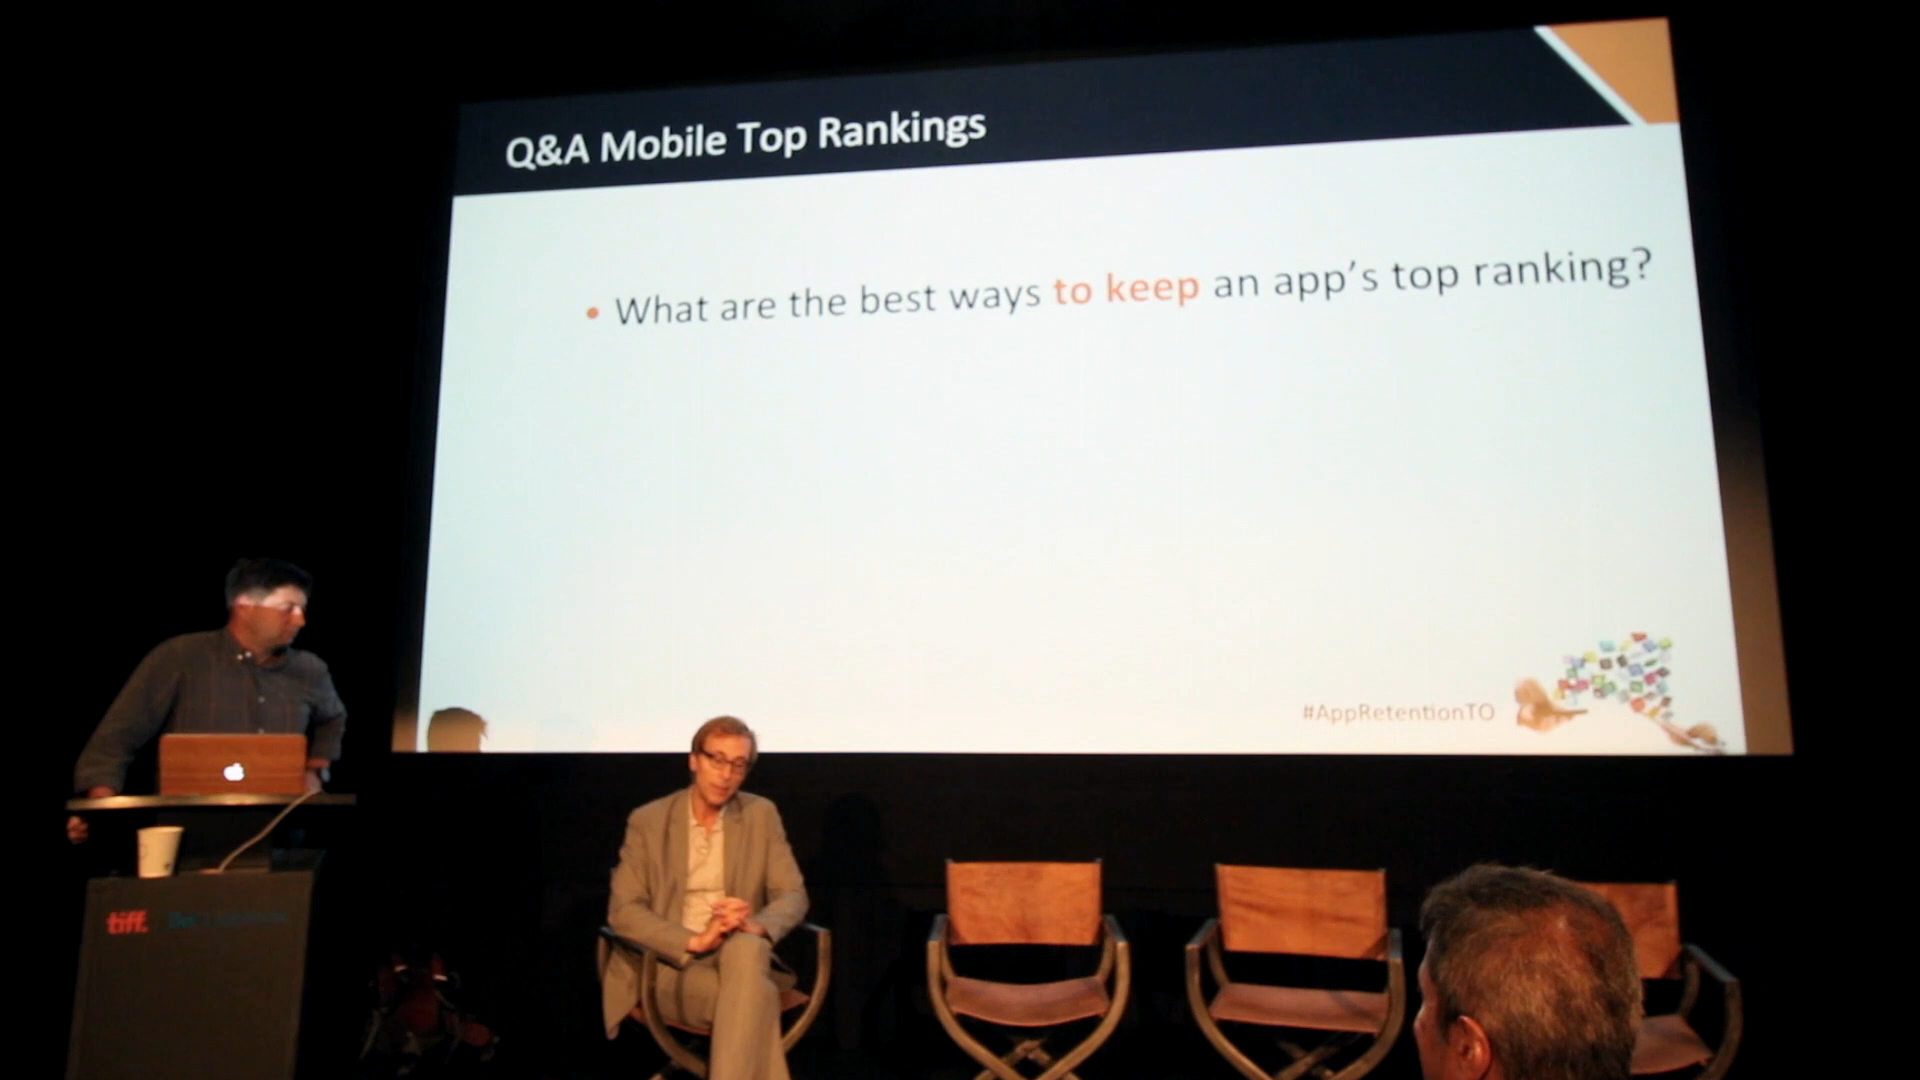 Q&A Mobile Top Rankings
• What are the best ways to keep an app's top ranking?
#AppRetentionTO
tiff.